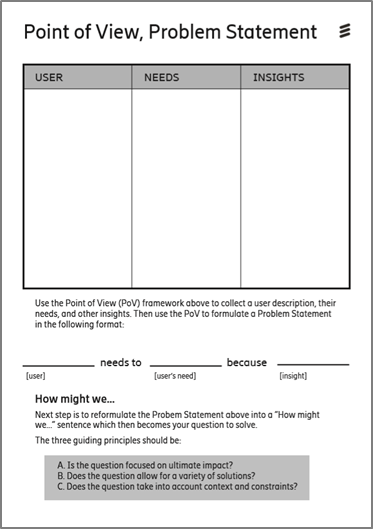 Point of View, Problem Statement
USER NEEDS INSIGHTS
Use the Point of View (PoV) framework above to collect a user description, their
needs, and other insights. Then use the PoV to formulate a Problem Statement
in the following format:
needs to because
[user] [user's need] [insight]
How might we...
Next step is to reformulate the Probem Statement above into a "How might
we..." sentence which then becomes your question to solve.
The three guiding principles should be:
A. Is the question focused on ultimate impact?
B. Does the question allow for a variety of solutions?
C. Does the question take into account context and constraints?